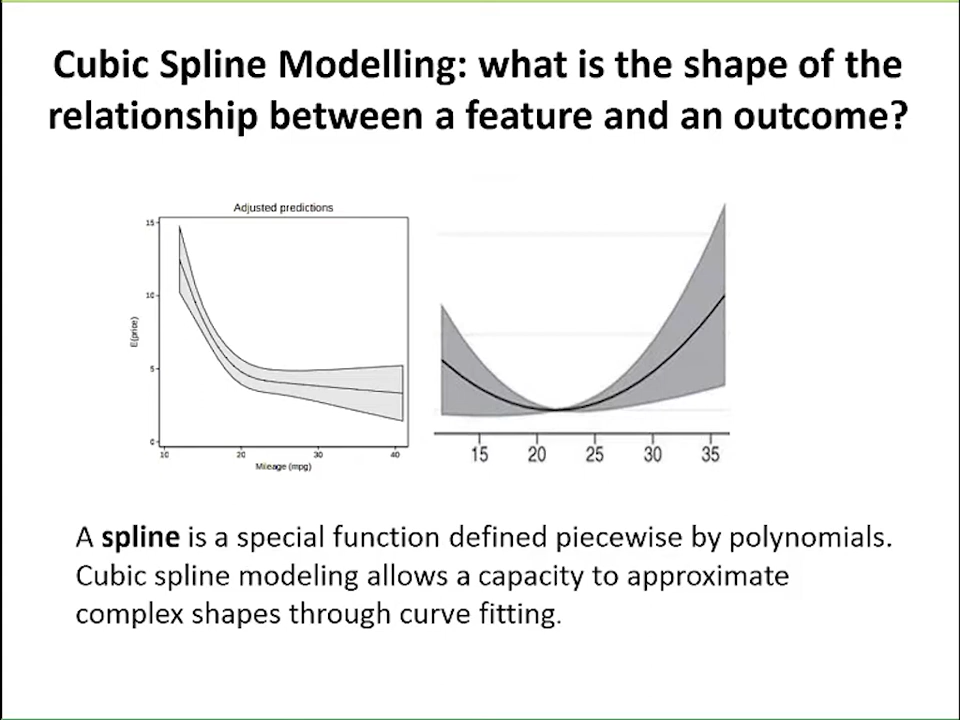 Cubic Spline Modelling: what is the shape of the
relationship between a feature and an outcome?
Adjusted predictions
15
10
5
0
E(price)
10 20 30 40
Mileage (mpg)
15 20 25 30 35
A spline is a special function defined piecewise by polynomials.
Cubic spline modeling allows a capacity to approximate
complex shapes through curve fitting.